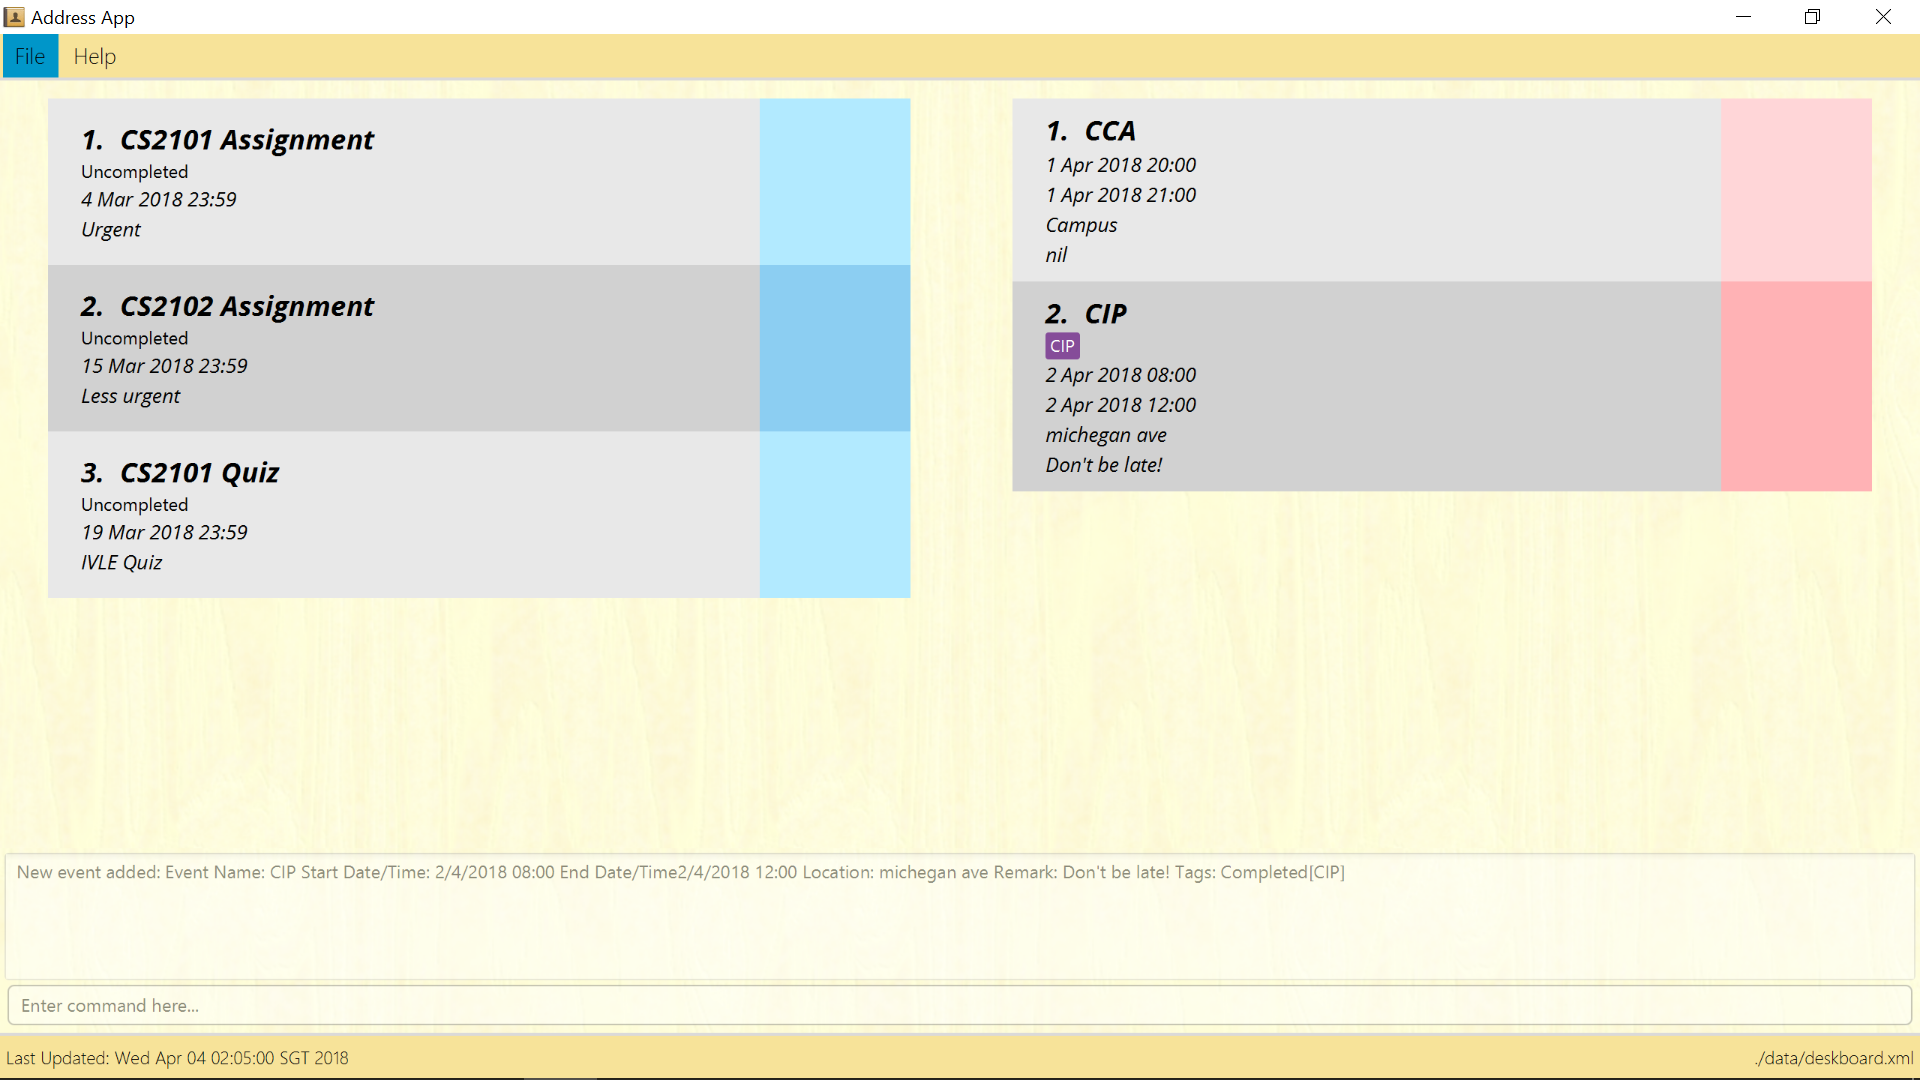 Address App
File Help
1. CS2101 Assignment
Uncompleted
4 Mar 2018 23:59
Urgent
2. CS2102 Assignment
Uncompleted
15 Mar 2018 23:59
Less urgent
3. CS2101 Quiz
Uncompleted
19 Mar 2018 23:59
IVLE Quiz
1. CCA
1 Apr 2018 20:00
1 Apr 2018 21:00
Campus
nil
2. CIP
CIP
2 Apr 2018 08:00
2 Apr 2018 12:00
michegan ave
Don't be late!
New event added: Event Name: CIP Start Date/Time: 2/4/2018 08:00 End Date/Time2/4/2018 12:00 Location: michegan ave Remark: Don't be late! Tags: Completed[CIP]
Enter command here...
Last Updated: Wed Apr 04 02:05:00 SGT 2018
./data/deskboard.xml